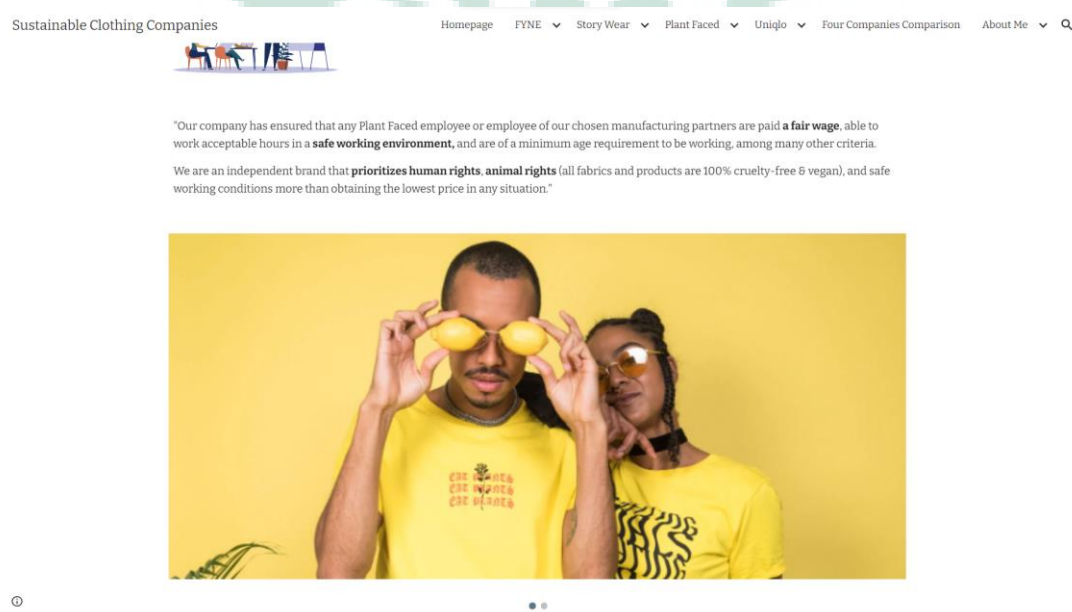 Sustainable Clothing Companies
Homepage FYNE Story Wear Plant Faced Uniqlo Four Companies Comparison About Me
"Our company has ensured that any Plant Faced employee or employee of our chosen manufacturing partners are paid a fair wage, able to
work acceptable hours in a safe working environment, and are of a minimum age requirement to be working, among many other criteria.
We are an independent brand that prioritizes human rights, animal rights (all fabrics and products are 100% cruelty-free & vegan), and safe
working conditions more than obtaining the lowest price in any situation."
EAT PLANTS
EAT PLANTS
EAT PLANTS